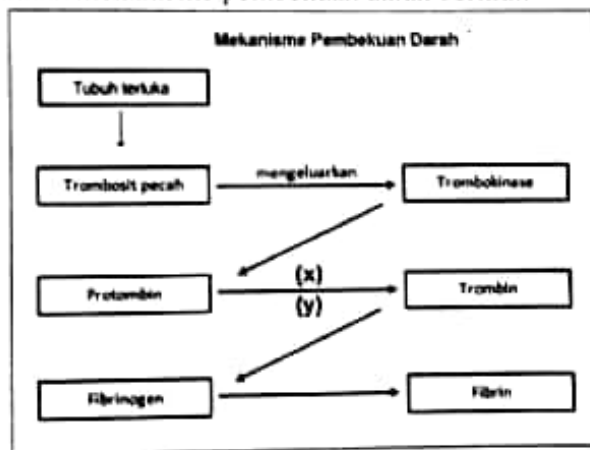 Mekanisme Pembekuan Darah
Tubuh terluka
Trombosit pecah
mengeluarkan
Trombokinase
Protombin
(x)
(y)
Trombin
Fibrinogen
Fibrin